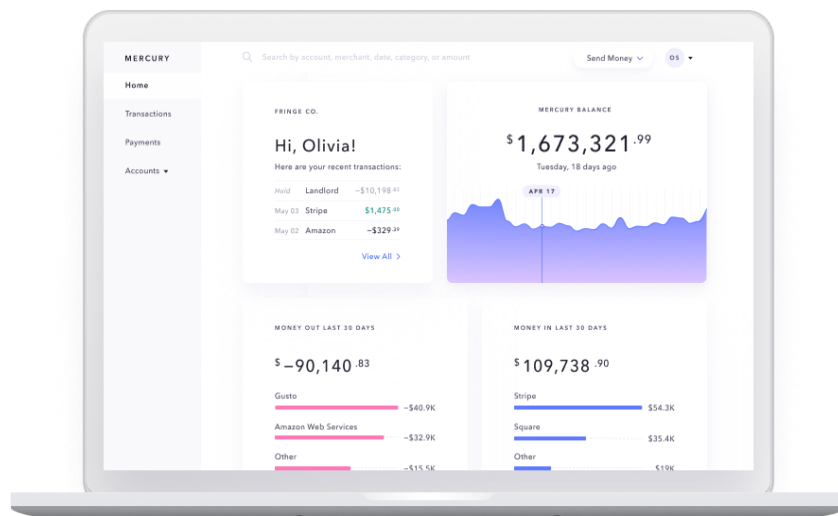 MERCURY
Search by account, merchant, date, category, or amount
Send Money
OS
Home
Transactions
Payments
Accounts
FRINGE CO.
Hi, Olivia!
Here are your recent transactions:
Hold Landlord −$10,198
May 03 Stripe $1,475.00
May 02 Amazon −$329.39
View All
MERCURY BALANCE
$1,673,321.99
Tuesday, 18 days ago
APR 17
MONEY OUT LAST 30 DAYS
$−90,140.83
Gusto
−$40.9K
Amazon Web Services
−$32.9K
Other
−$15.5K
MONEY IN LAST 30 DAYS
$109,738.90
Stripe
$54.3K
Square
$35.4K
Other
$19K